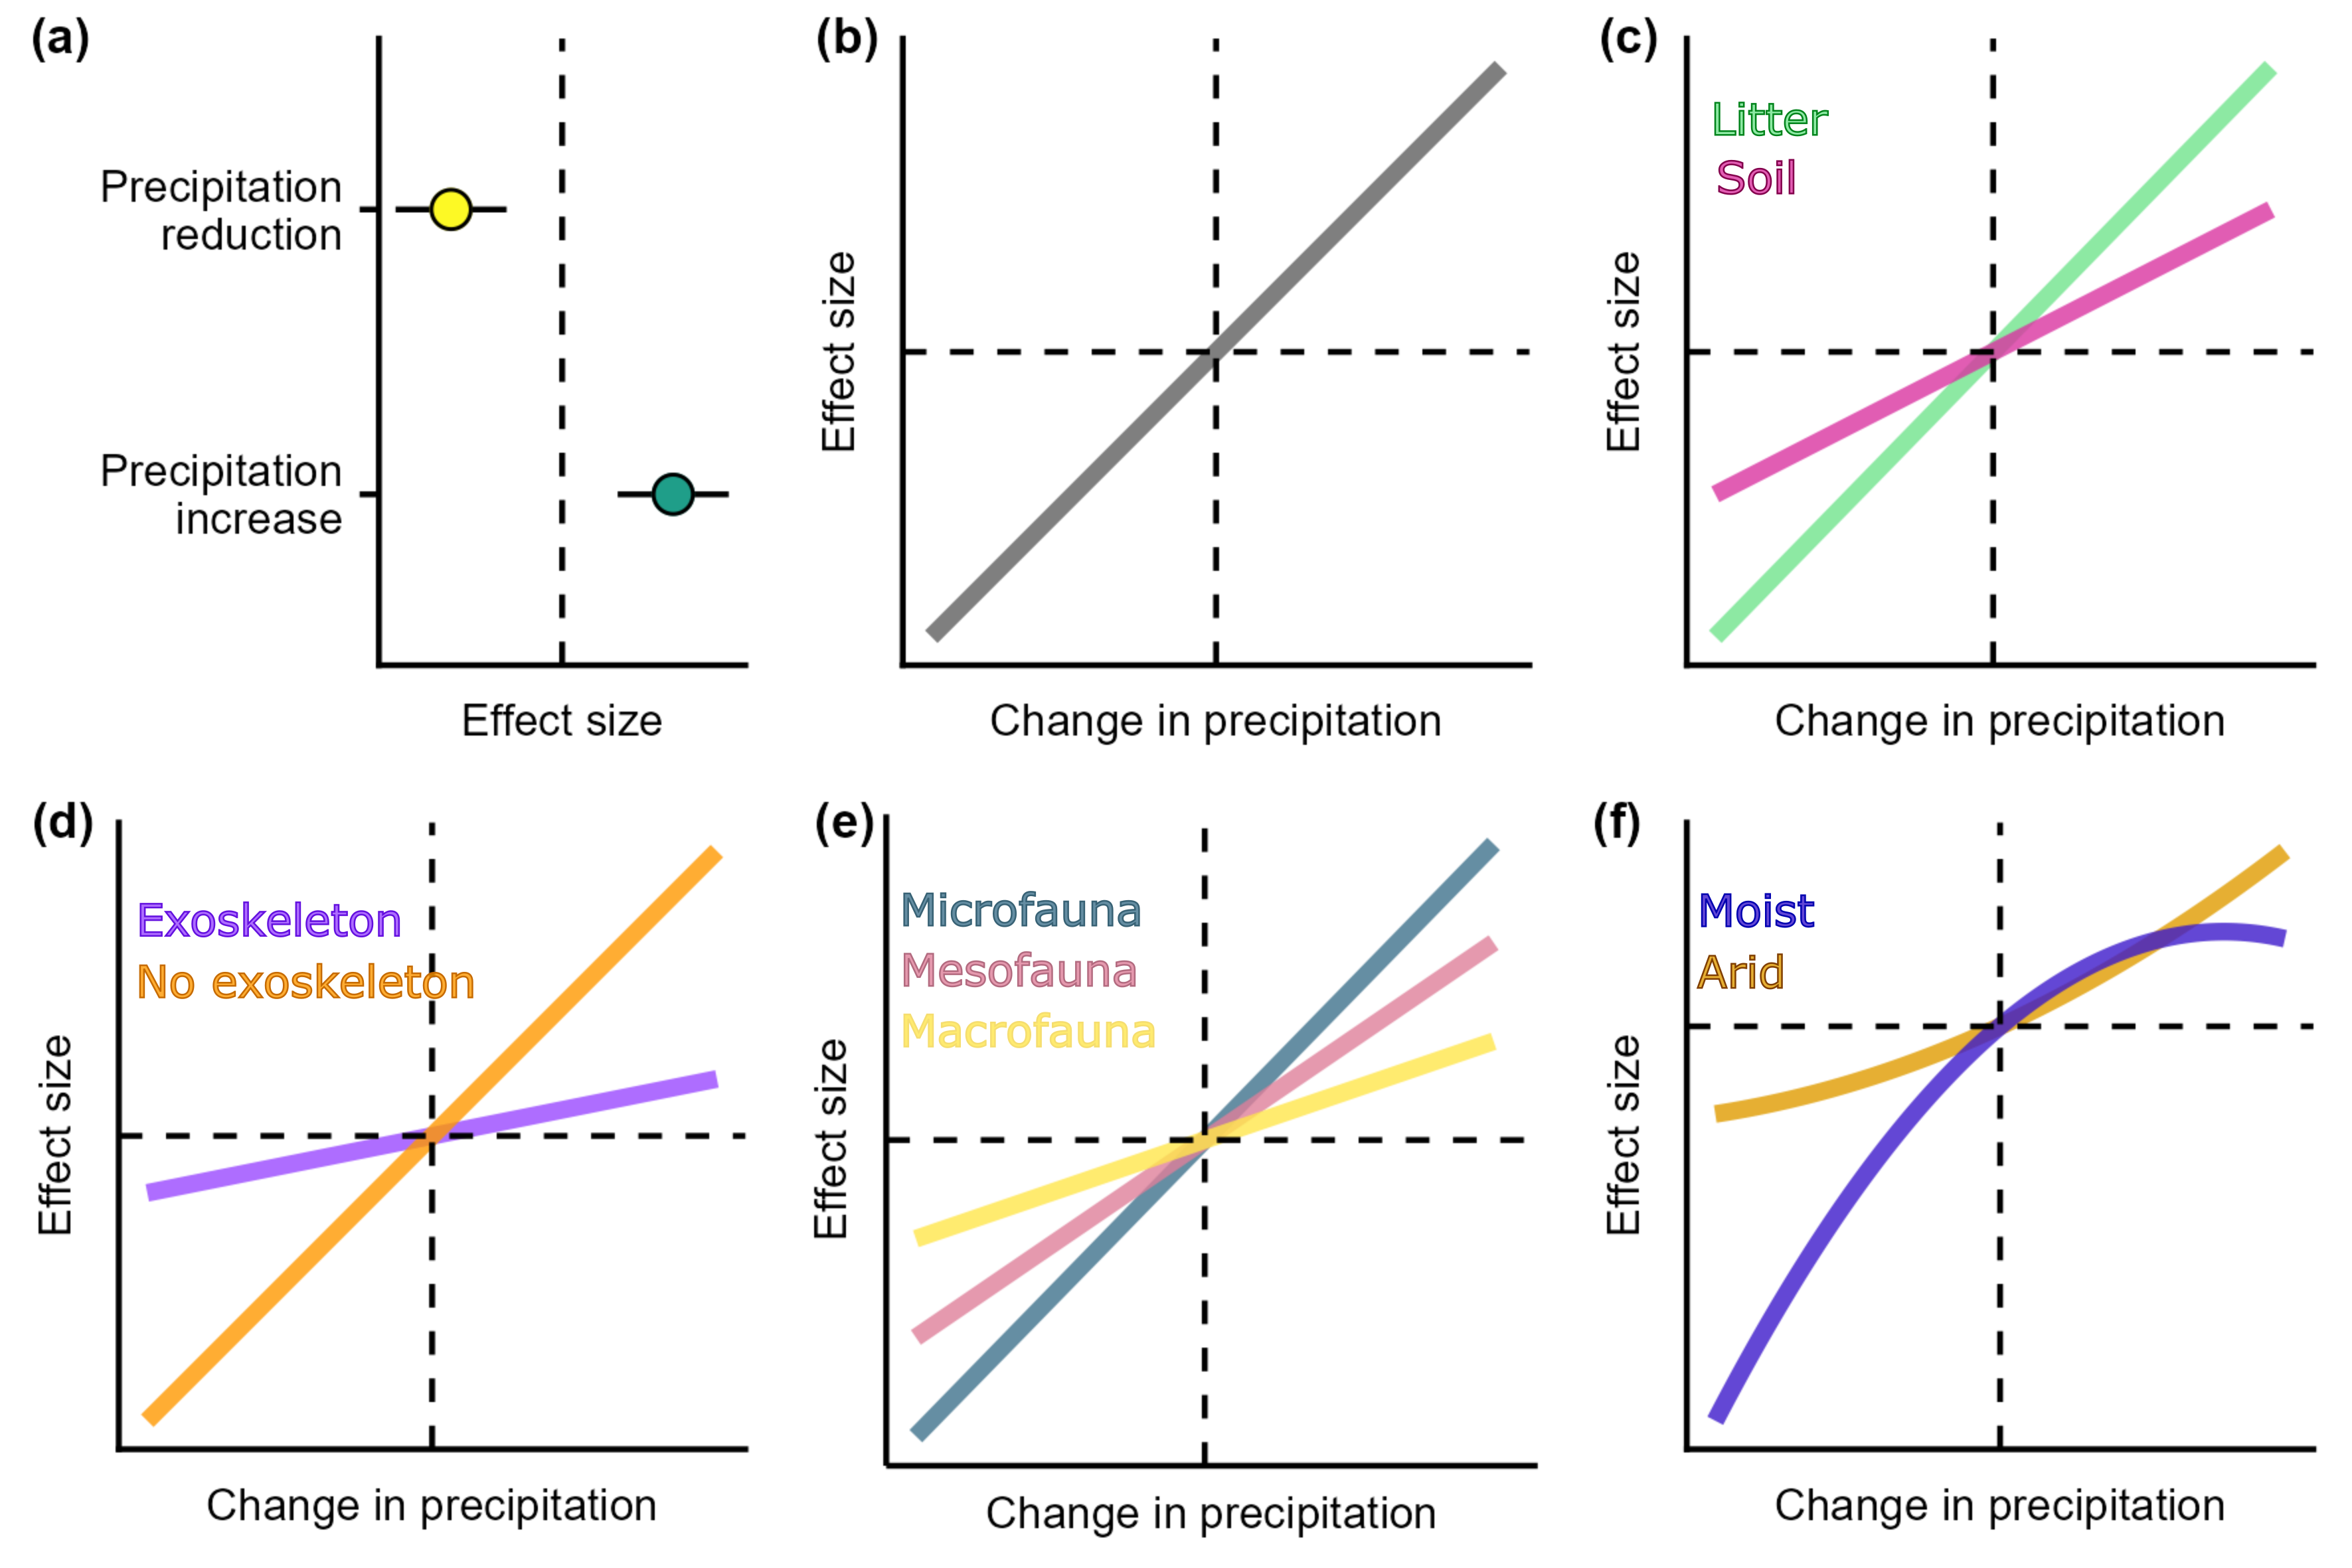 (a)
Precipitation
reduction
Precipitation
increase
Effect size
(b)
Effect size
Change in precipitation
(c)
Litter
Soil
Effect size
Change in precipitation
(d)
Exoskeleton
No exoskeleton
Effect size
Change in precipitation
(e)
Microfauna
Mesofauna
Macrofauna
Effect size
Change in precipitation
(f)
Moist
Arid
Effect size
Change in precipitation